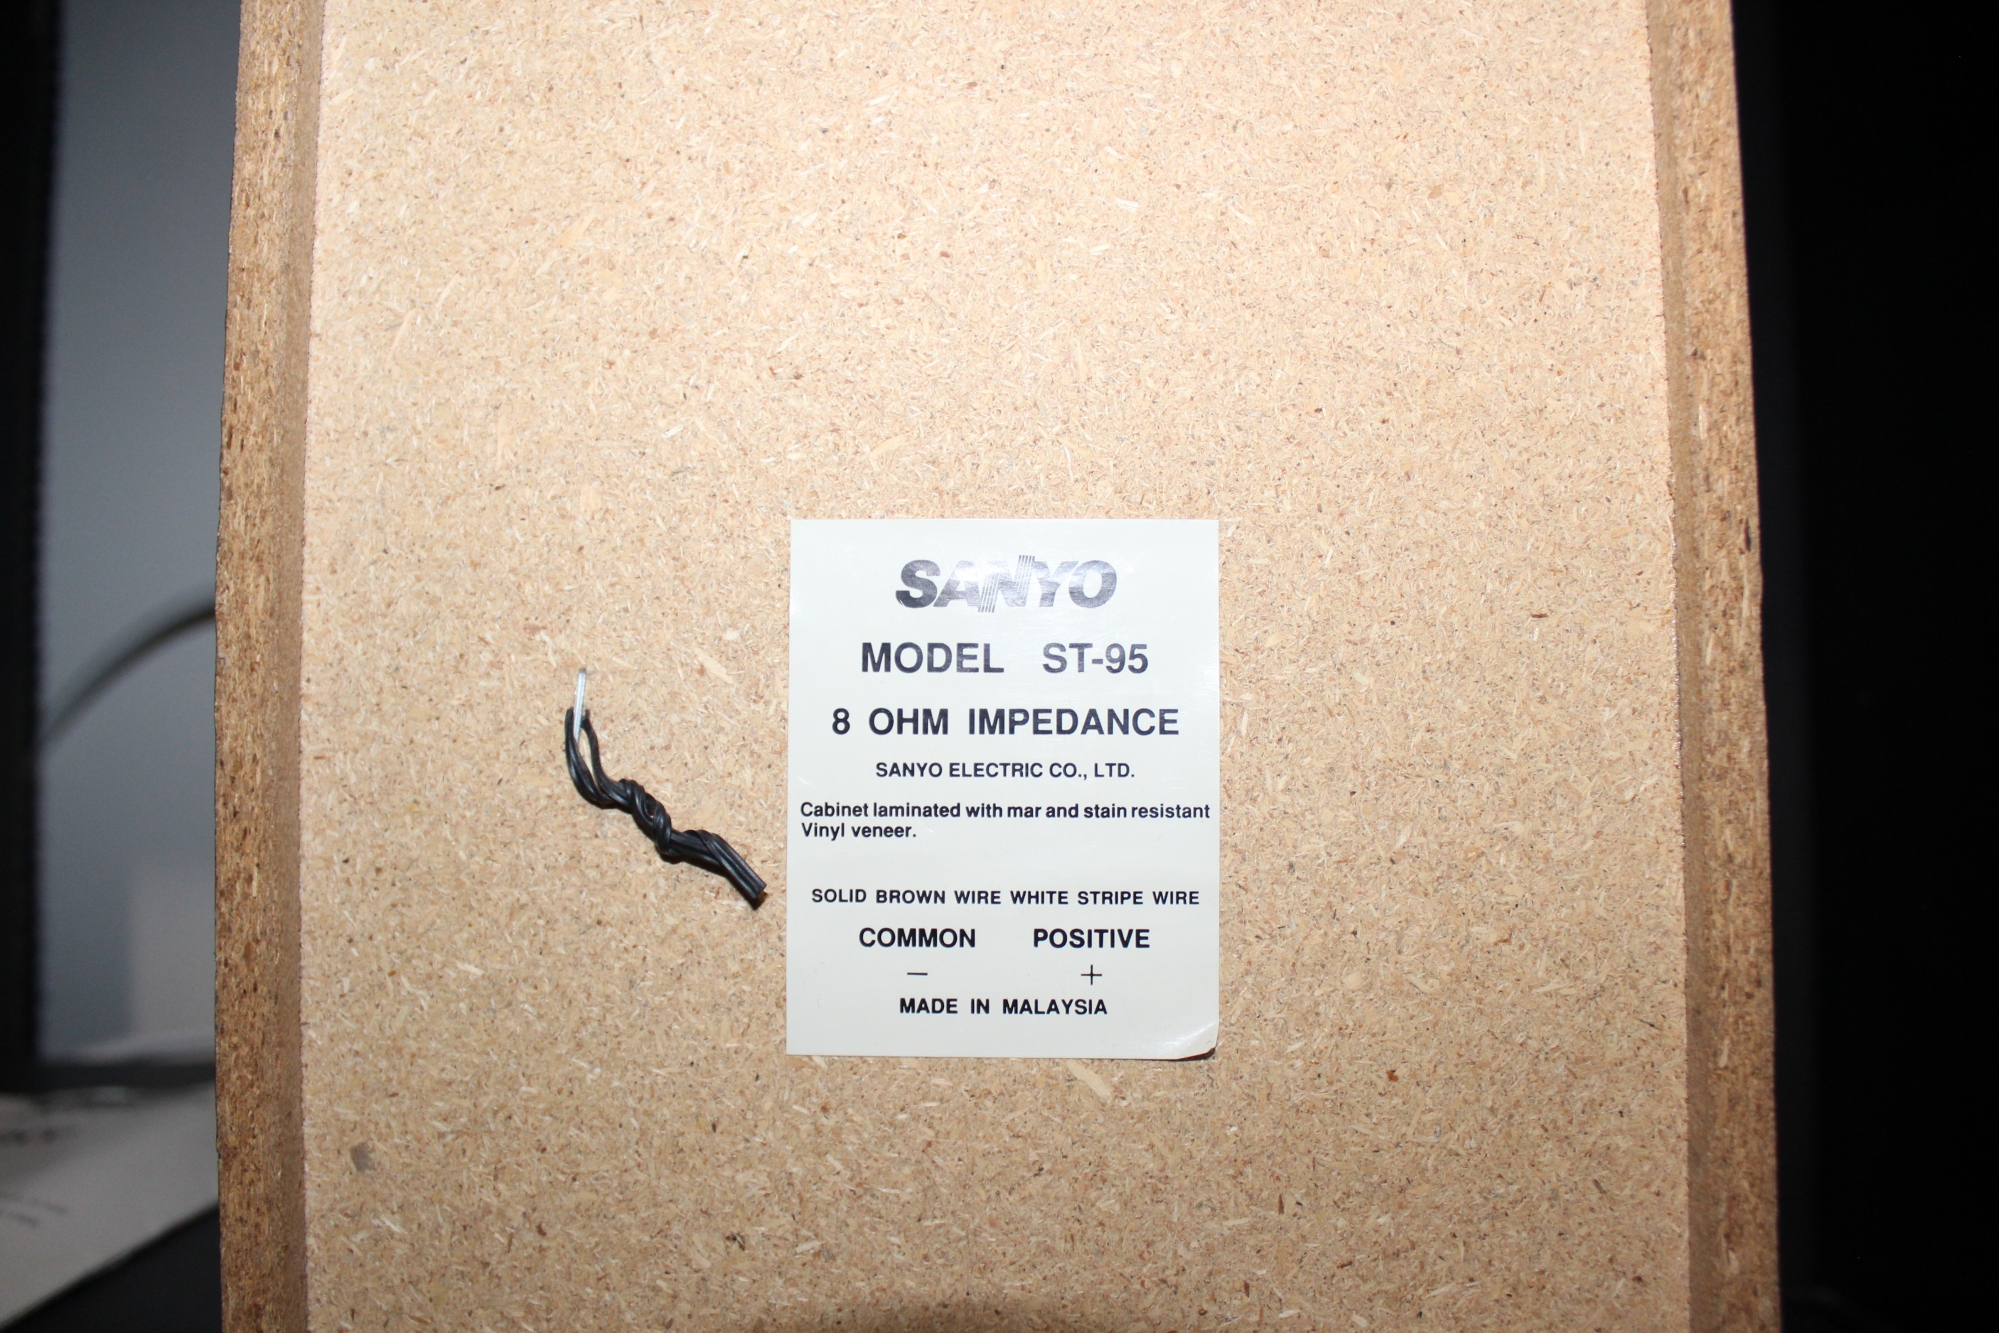 SANYO
MODEL ST-95
8 OHM IMPEDANCE
SANYO ELECTRIC CO., LTD.
Cabinet laminated with mar and stain resistant
Vinyl veneer.
SOLID BROWN WIRE WHITE STRIPE WIRE
COMMON POSITIVE
— +
MADE IN MALAYSIA